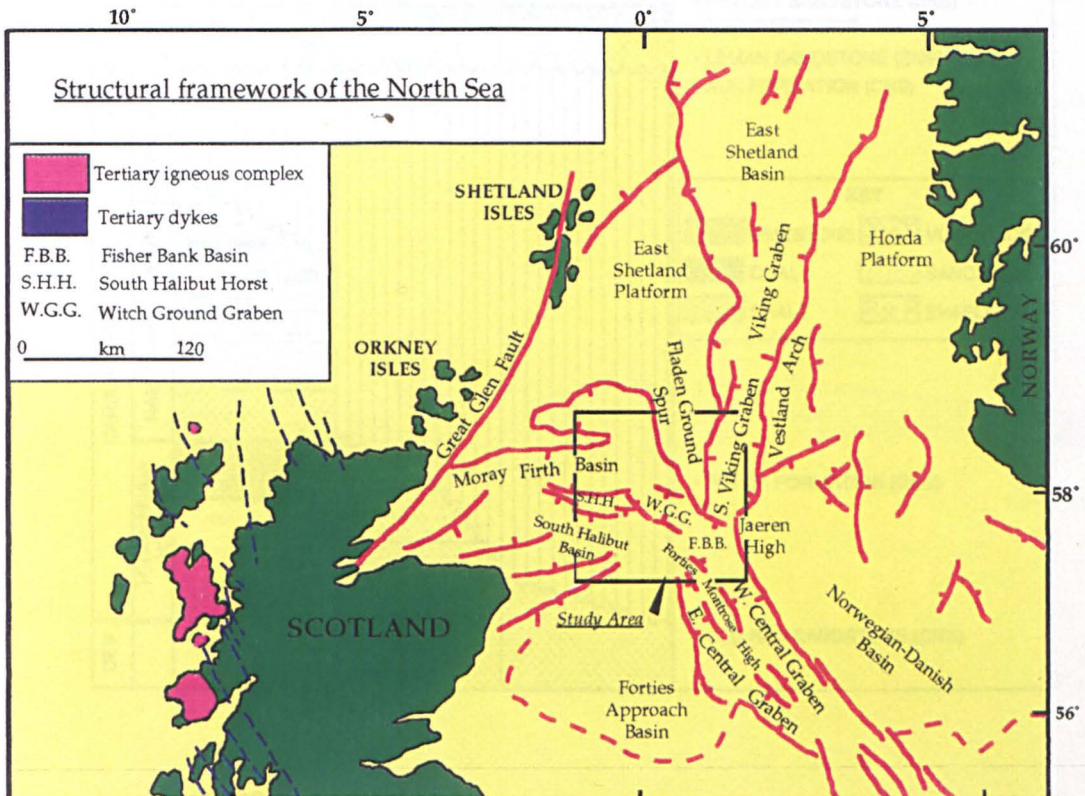 10°
5°
0°
5°
Structural framework of the North Sea
Tertiary igneous complex
Tertiary dykes
F.B.B. Fisher Bank Basin
S.H.H. South Halibut Horst
W.G.G. Witch Ground Graben
0 km 120
SHETLAND
ISLES
ORKNEY
ISLES
Great Glen Fault
East
Shetland
Basin
East
Shetland
Platform
Viking Graben
Horda
Platform
60°
NORWAY
Fladen Ground
Spur
S. Viking Graben
Vestland Arch
Moray Firth Basin
S.H.H.
W.G.G.
58°
South Halibut
Basin
F.B.B.
Jaeren
High
Forties
Montrose
High
Study Area
SCOTLAND
W. Central Graben
E. Central Graben
Norwegian-Danish
Basin
Forties
Approach
Basin
56°